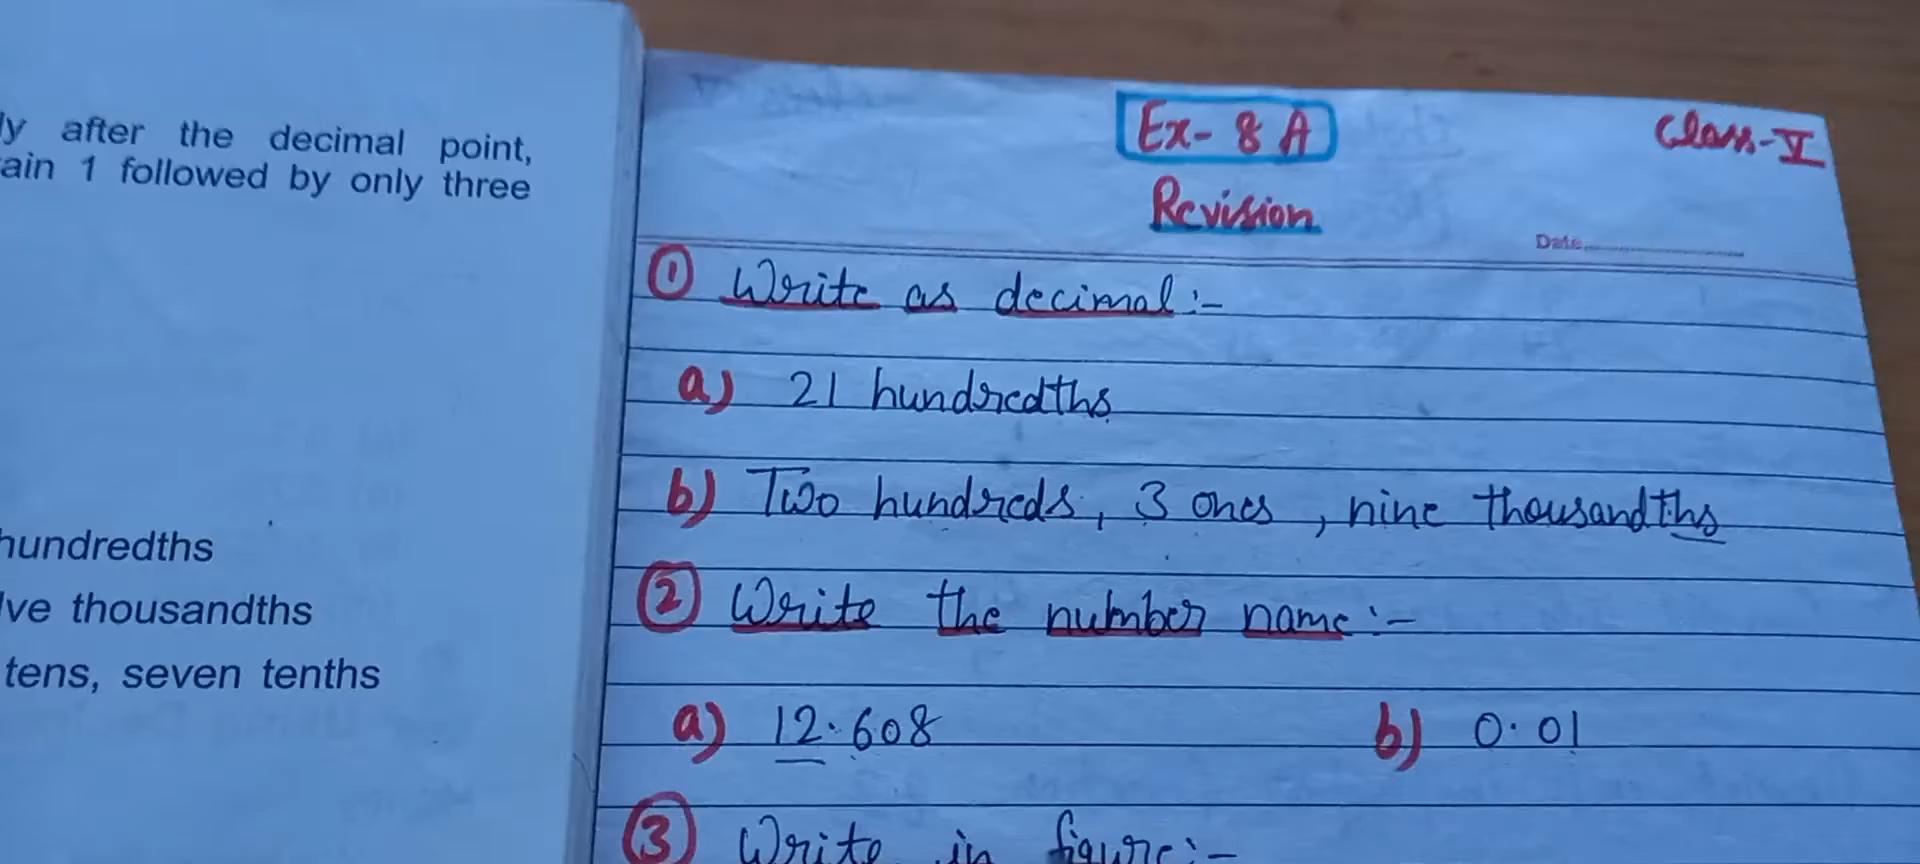 after the decimal point,
1 followed by only three
hundredths
thousandths
tens, seven tenths
Ex- 8 A
Class-V
Revision
Date
① Write as decimal:-
a) 21 hundredths
b) Two hundreds, 3 ones, nine thousandths
② Write the number name:-
a) 12.608 b) 0.01
③ Write in figure:-